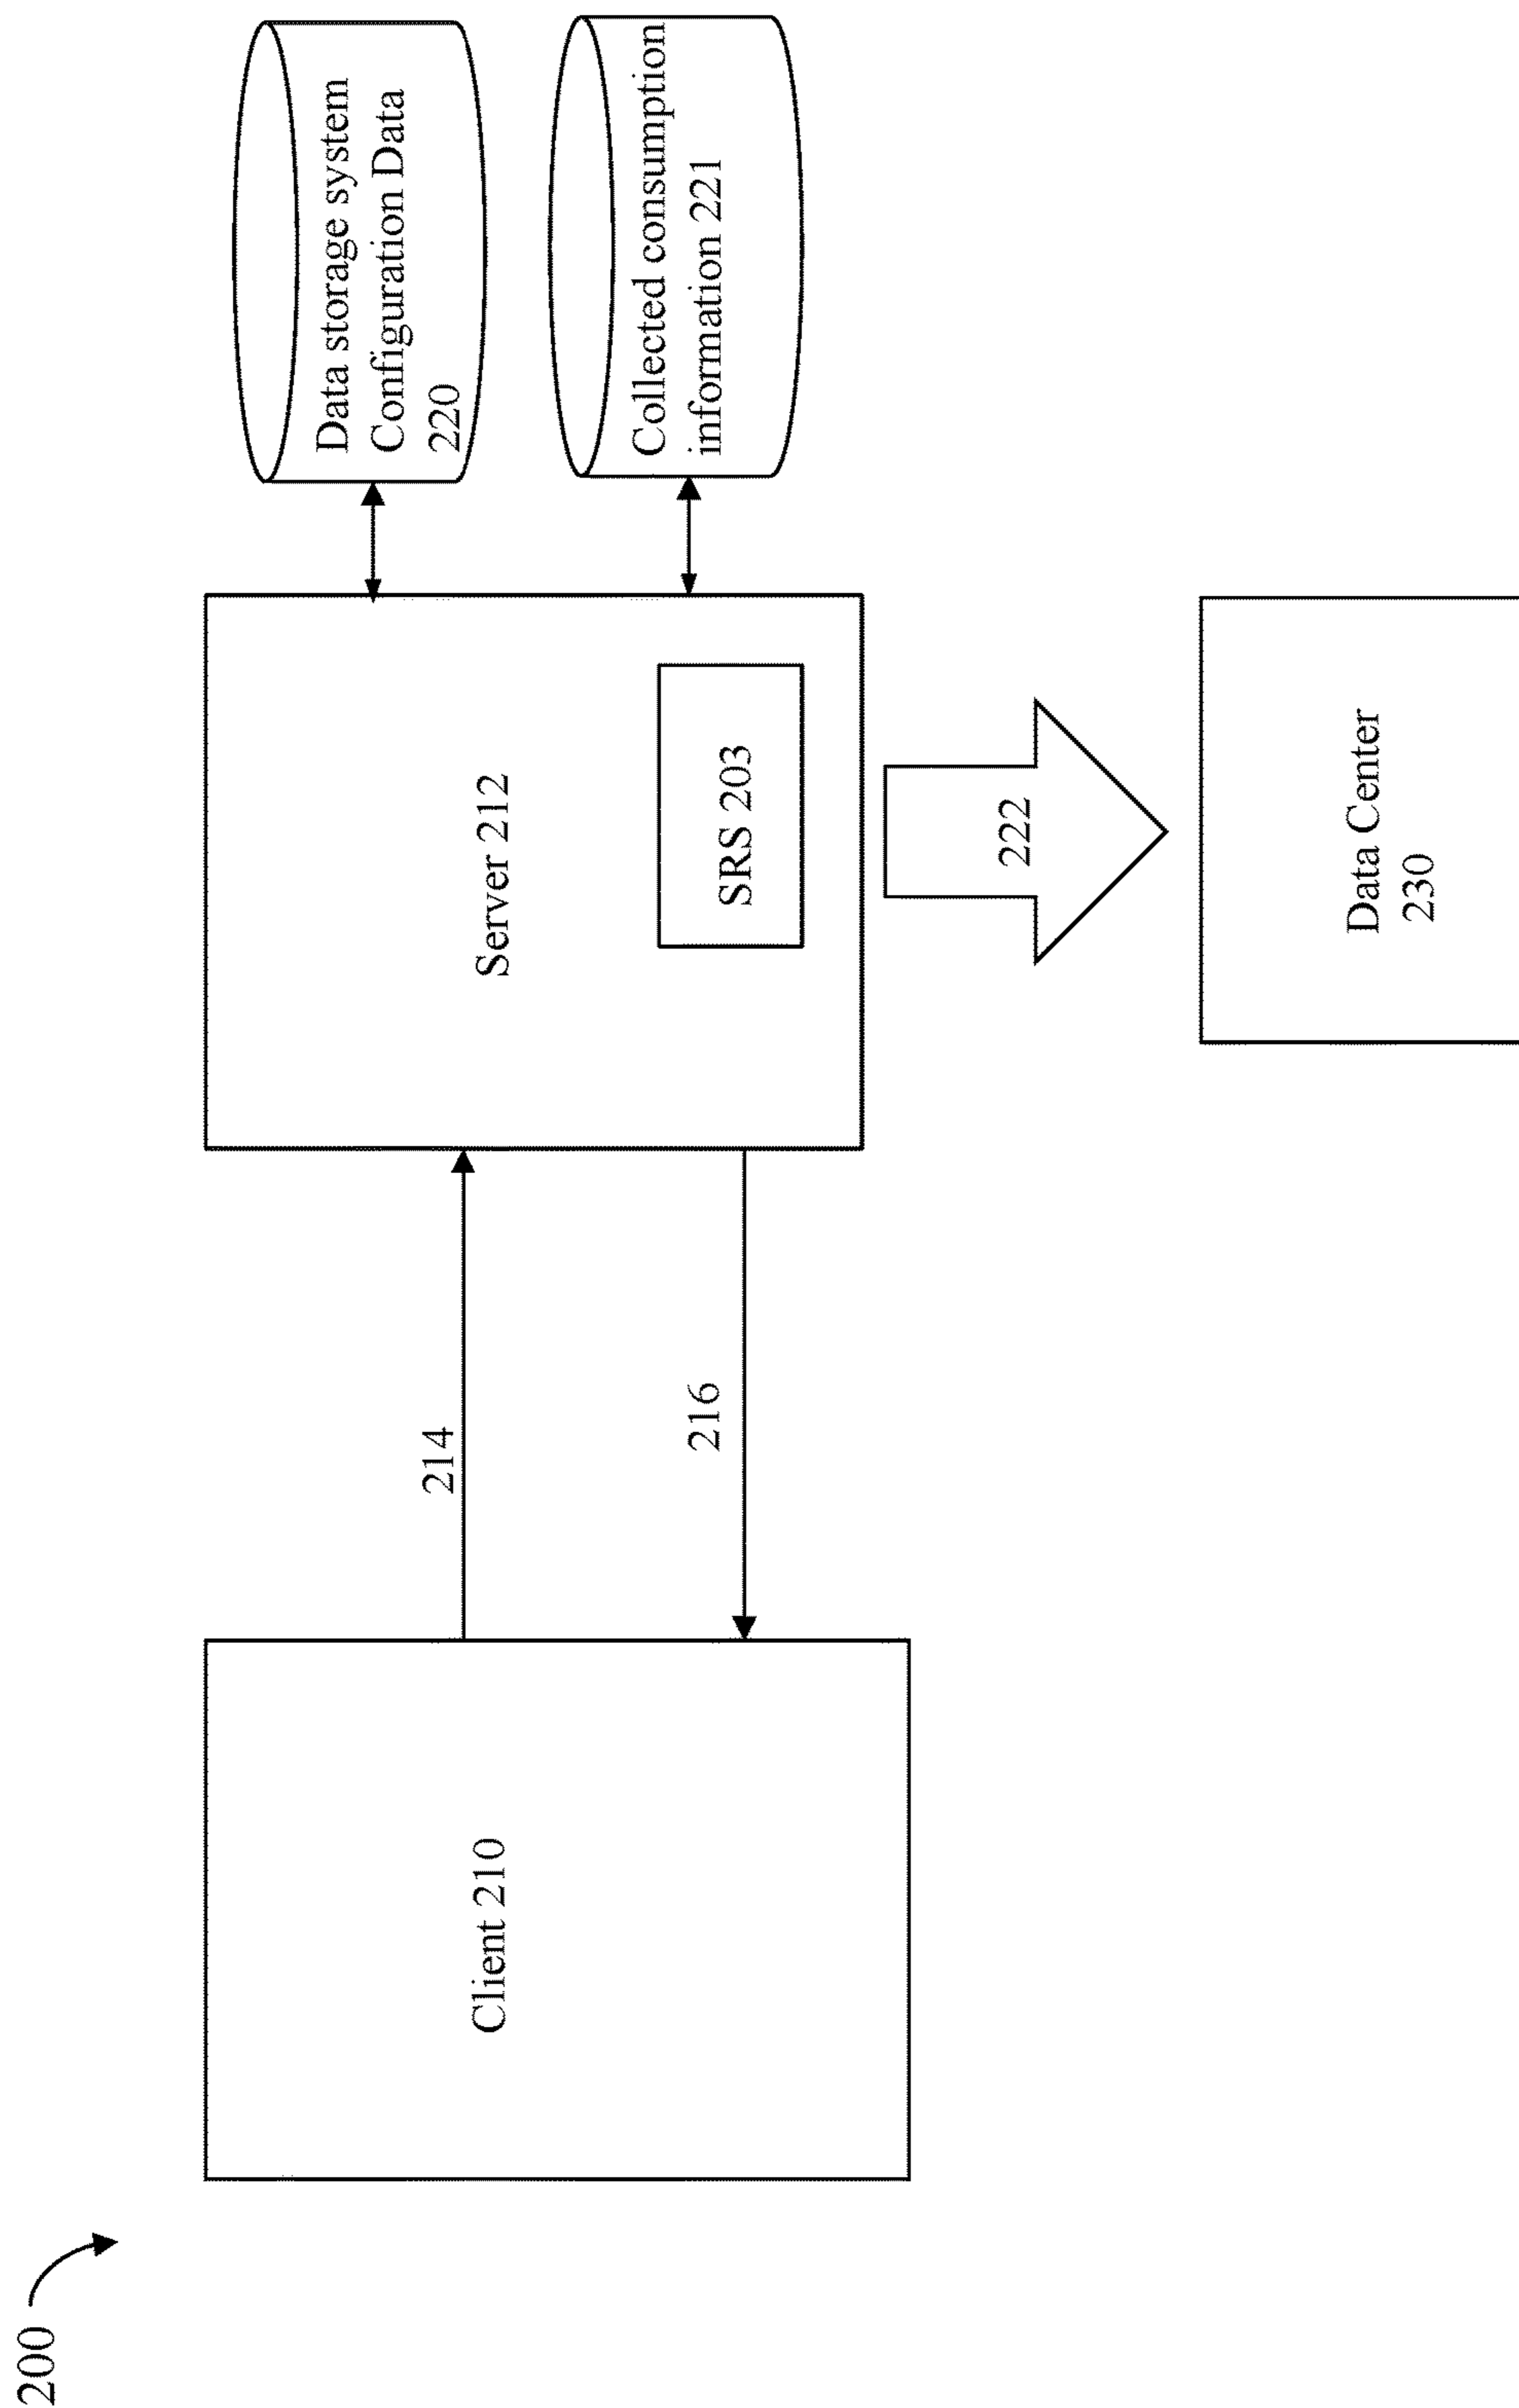 200
Client 210
214
216
Server 212
SRS 203
Data storage system
Configuration Data
220
Collected consumption
information 221
222
Data Center
230